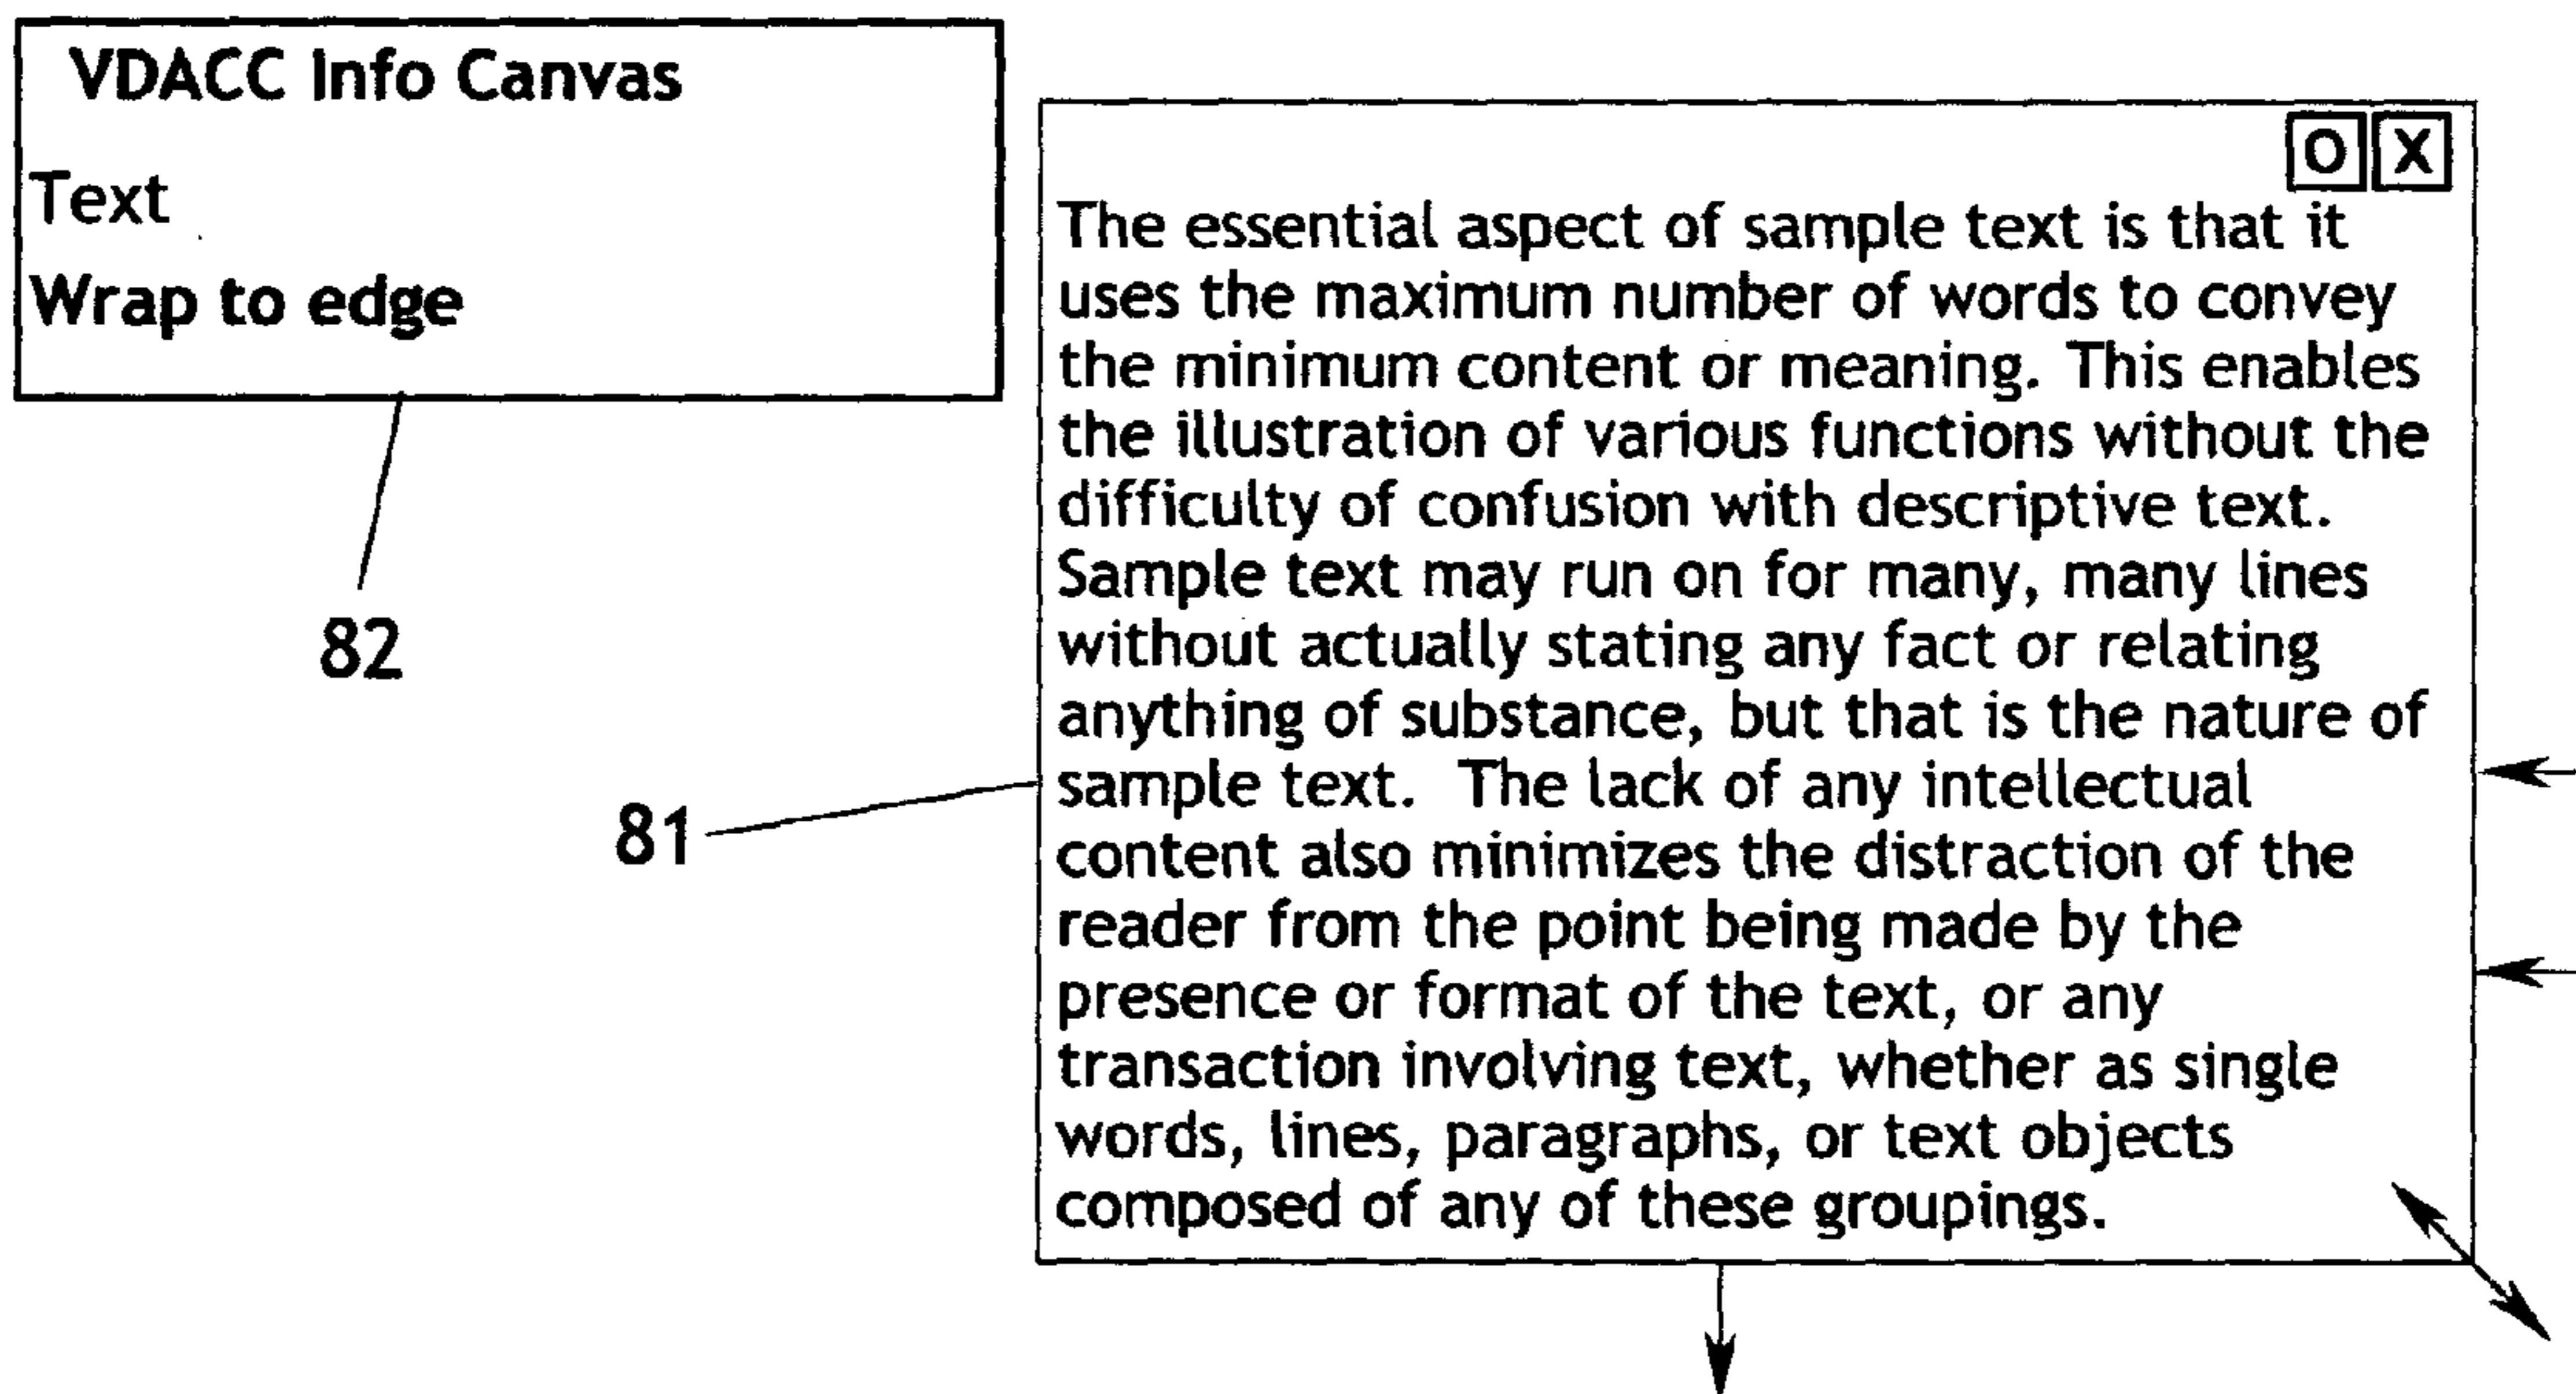 VDACC Info Canvas
Text
Wrap to edge
82
O X
The essential aspect of sample text is that it
uses the maximum number of words to convey
the minimum content or meaning. This enables
the illustration of various functions without the
difficulty of confusion with descriptive text.
Sample text may run on for many, many lines
without actually stating any fact or relating
anything of substance, but that is the nature of
sample text. The lack of any intellectual
content also minimizes the distraction of the
reader from the point being made by the
presence or format of the text, or any
transaction involving text, whether as single
words, lines, paragraphs, or text objects
composed of any of these groupings.
81